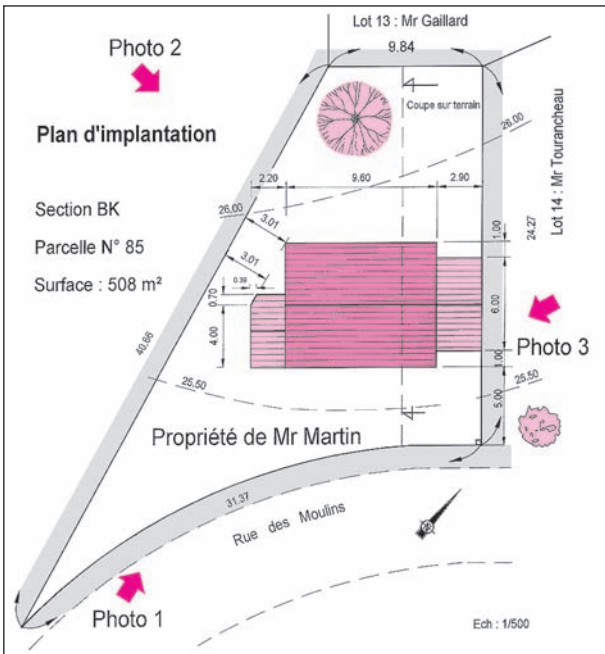 Lot 13 : Mr Gaillard
9.84
Photo 2
Coupe sur terrain
Plan d'implantation
26.00
Lot 14 : Mr Tourancheau
2.20
9.60
2.90
Section BK
26.00
3.01
1.00
24.27
Parcelle N° 85
3.01
Surface : 508 m²
0.39
0.70
6.00
4.00
40.66
Photo 3
1.00
25.50
25.50
5.00
Propriété de Mr Martin
31.37
Rue des Moulins
Photo 1
Ech : 1/500